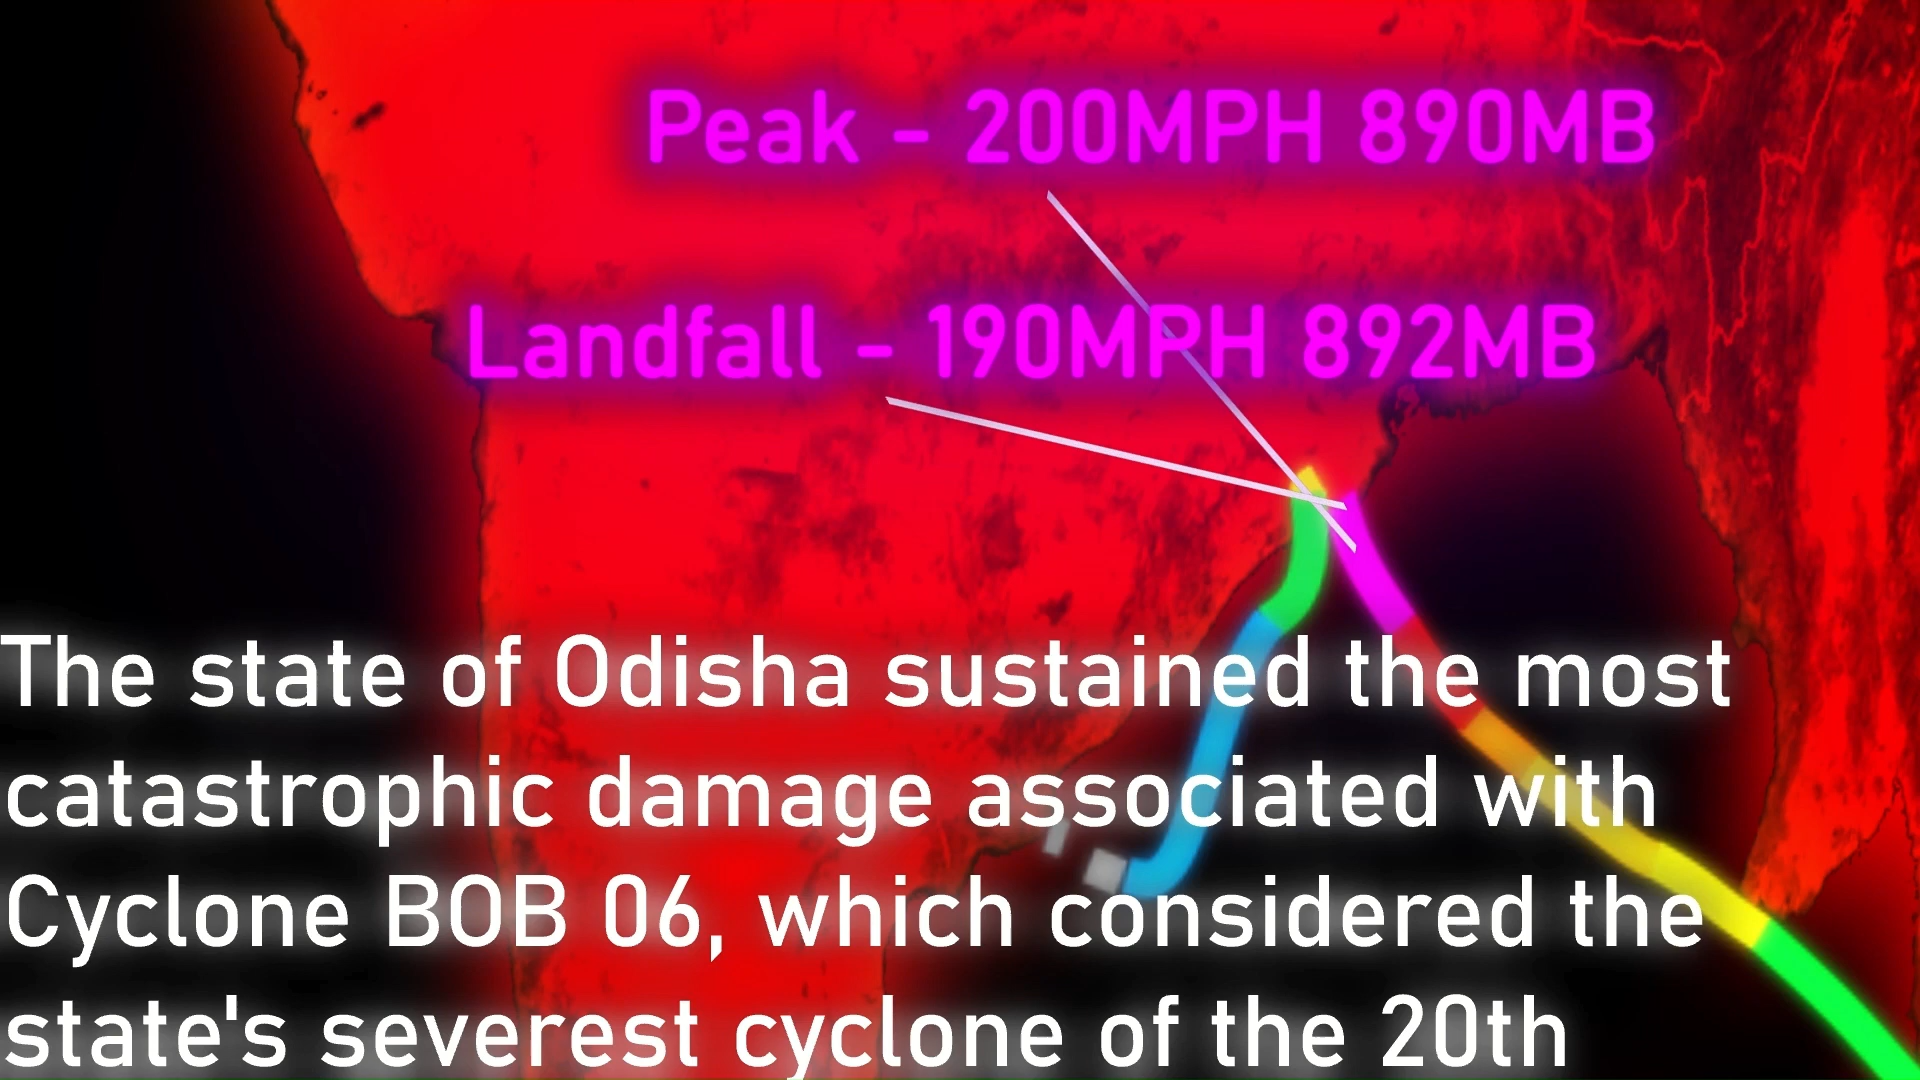 Peak - 200MPH 890MB
Landfall - 190MPH 892MB
The state of Odisha sustained the most
catastrophic damage associated with
Cyclone BOB 06, which considered the
state's severest cyclone of the 20th